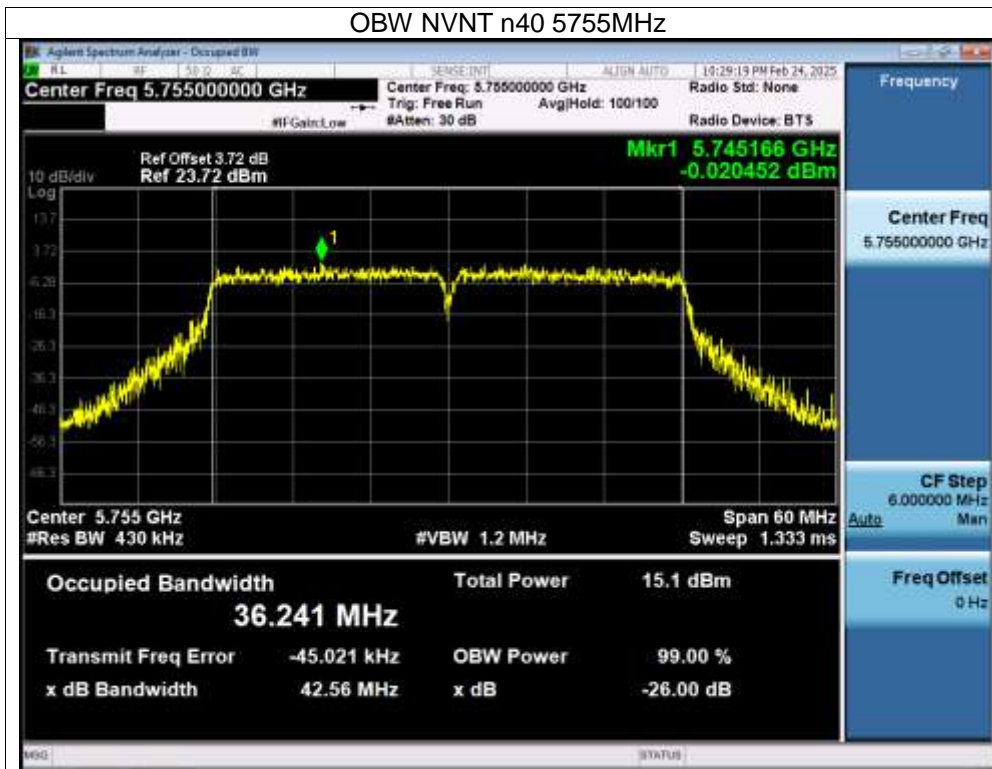 OBW NVNT n40 5755MHz
Agilent Spectrum Analyzer - Occupied BW
RL RF 50 Ω AC SENSE:INT ALIGN AUTO 10:29:19 PM Feb 24, 2025
Center Freq 5.755000000 GHz
Center Freq: 5.755000000 GHz
Radio Std: None
Trig: Free Run Avg|Hold: 100/100
#IFGain:Low #Atten: 30 dB Radio Device: BTS
Frequency
Mkr1 5.745166 GHz
-0.020452 dBm
Ref Offset 3.72 dB
10 dB/div Ref 23.72 dBm
Log
13.7
1
3.72
-6.28
-16.3
-26.3
-36.3
-46.3
-56.3
-66.3
Center Freq
5.755000000 GHz
CF Step
6.000000 MHz
Auto Man
Freq Offset
0 Hz
Center 5.755 GHz Span 60 MHz
#Res BW 430 kHz #VBW 1.2 MHz Sweep 1.333 ms
Occupied Bandwidth Total Power 15.1 dBm
36.241 MHz
Transmit Freq Error -45.021 kHz OBW Power 99.00 %
x dB Bandwidth 42.56 MHz x dB -26.00 dB
MSG STATUS